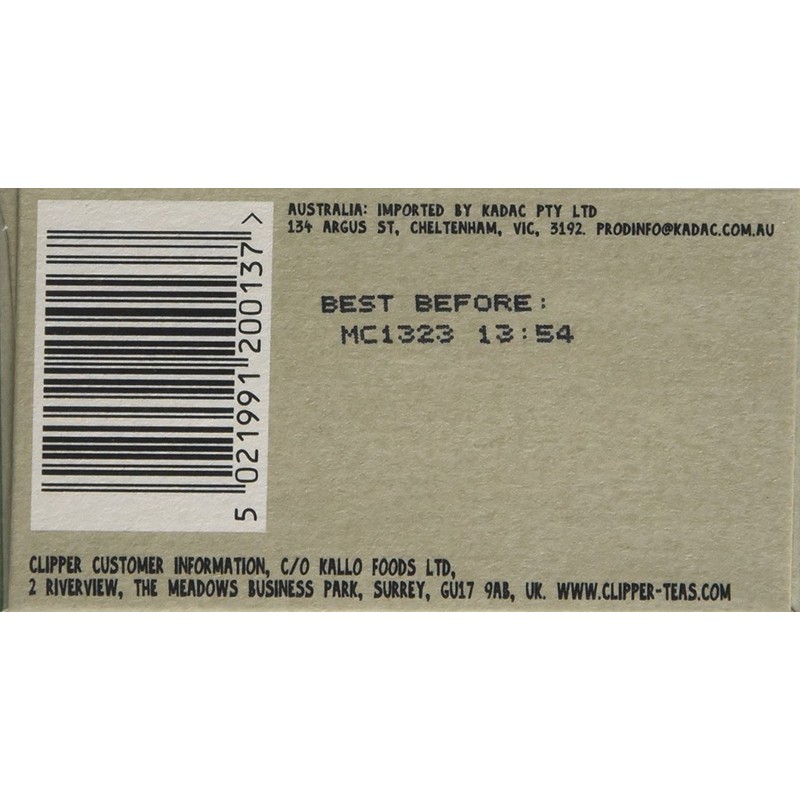 AUSTRALIA: IMPORTED BY KADAC PTY LTD
134 ARGUS ST, CHELTENHAM, VIC, 3192. PRODINFO@KADAC.COM.AU
BEST BEFORE:
MC1323 13:54
5 021991 200137 >
CLIPPER CUSTOMER INFORMATION, C/O KALLO FOODS LTD,
2 RIVERVIEW, THE MEADOWS BUSINESS PARK, SURREY, GU17 9AB, UK. WWW.CLIPPER-TEAS.COM